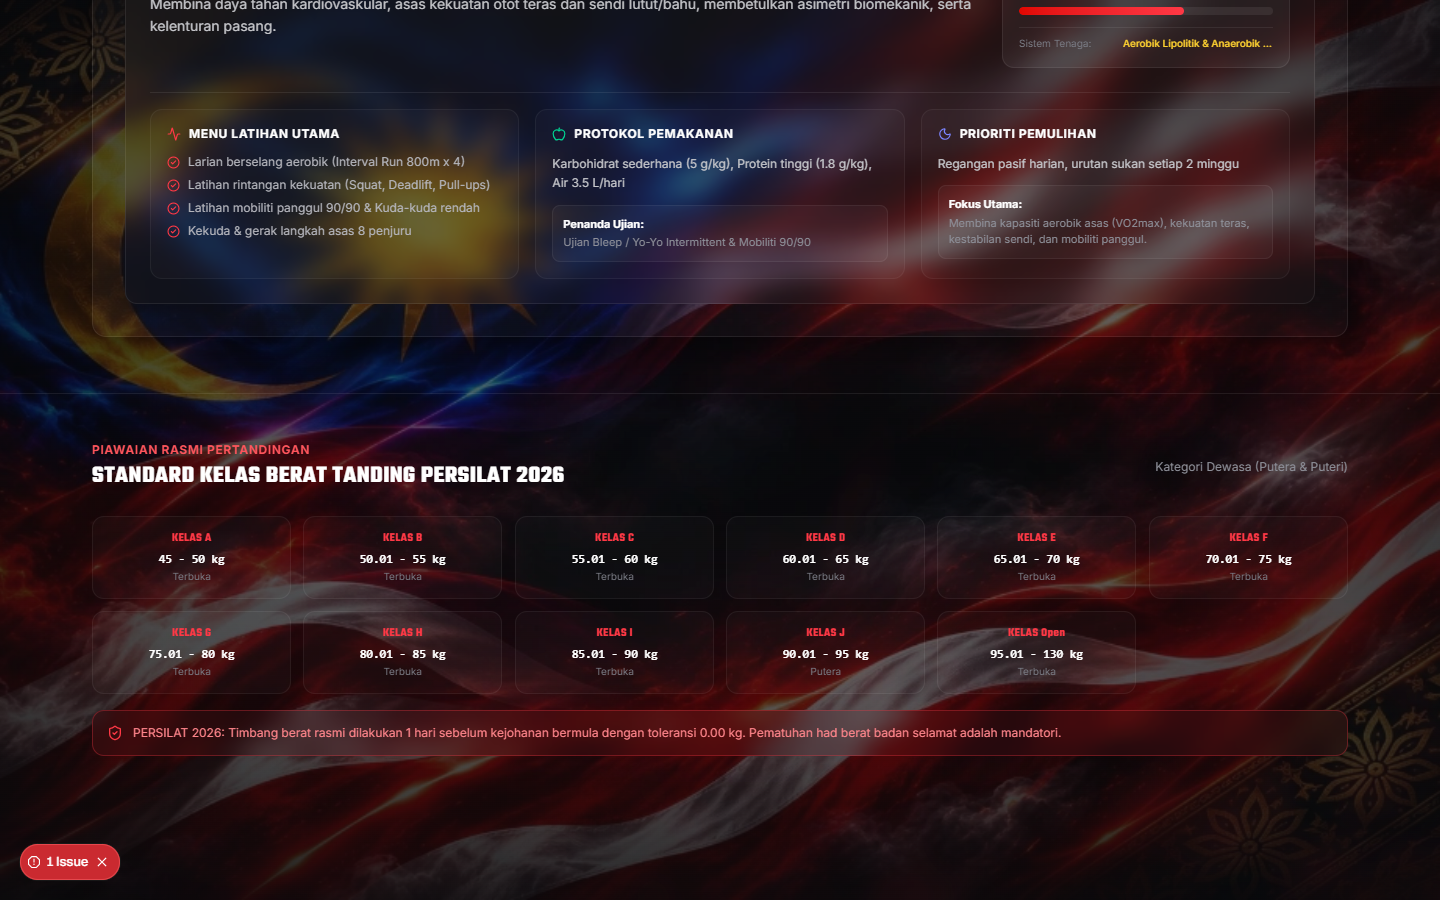 Membina daya tahan kardiovaskular, asas kekuatan otot teras dan sendi lutut/bahu, membetulkan asimetri biomekanik, serta
kelenturan pasang.
Sistem Tenaga:
Aerobik Lipolitik & Anaerobik ...
MENU LATIHAN UTAMA
Larian berselang aerobik (Interval Run 800m x 4)
Latihan rintangan kekuatan (Squat, Deadlift, Pull-ups)
Latihan mobiliti panggul 90/90 & Kuda-kuda rendah
Kekuda & gerak langkah asas 8 penjuru
PROTOKOL PEMAKANAN
Karbohidrat sederhana (5 g/kg), Protein tinggi (1.8 g/kg),
Air 3.5 L/hari
Penanda Ujian:
Ujian Bleep / Yo-Yo Intermittent & Mobiliti 90/90
PRIORITI PEMULIHAN
Regangan pasif harian, urutan sukan setiap 2 minggu
Fokus Utama:
Membina kapasiti aerobik asas (VO2max), kekuatan teras,
kestabilan sendi, dan mobiliti panggul.
PIAWAIAN RASMI PERTANDINGAN
STANDARD KELAS BERAT TANDING PERSILAT 2026
Kategori Dewasa (Putera & Puteri)
KELAS A
45 - 50 kg
Terbuka
KELAS B
50.01 - 55 kg
Terbuka
KELAS C
55.01 - 60 kg
Terbuka
KELAS D
60.01 - 65 kg
Terbuka
KELAS E
65.01 - 70 kg
Terbuka
KELAS F
70.01 - 75 kg
Terbuka
KELAS G
75.01 - 80 kg
Terbuka
KELAS H
80.01 - 85 kg
Terbuka
KELAS I
85.01 - 90 kg
Terbuka
KELAS J
90.01 - 95 kg
Putera
KELAS Open
95.01 - 130 kg
Terbuka
PERSILAT 2026: Timbang berat rasmi dilakukan 1 hari sebelum kejohanan bermula dengan toleransi 0.00 kg. Pematuhan had berat badan selamat adalah mandatori.
1 Issue